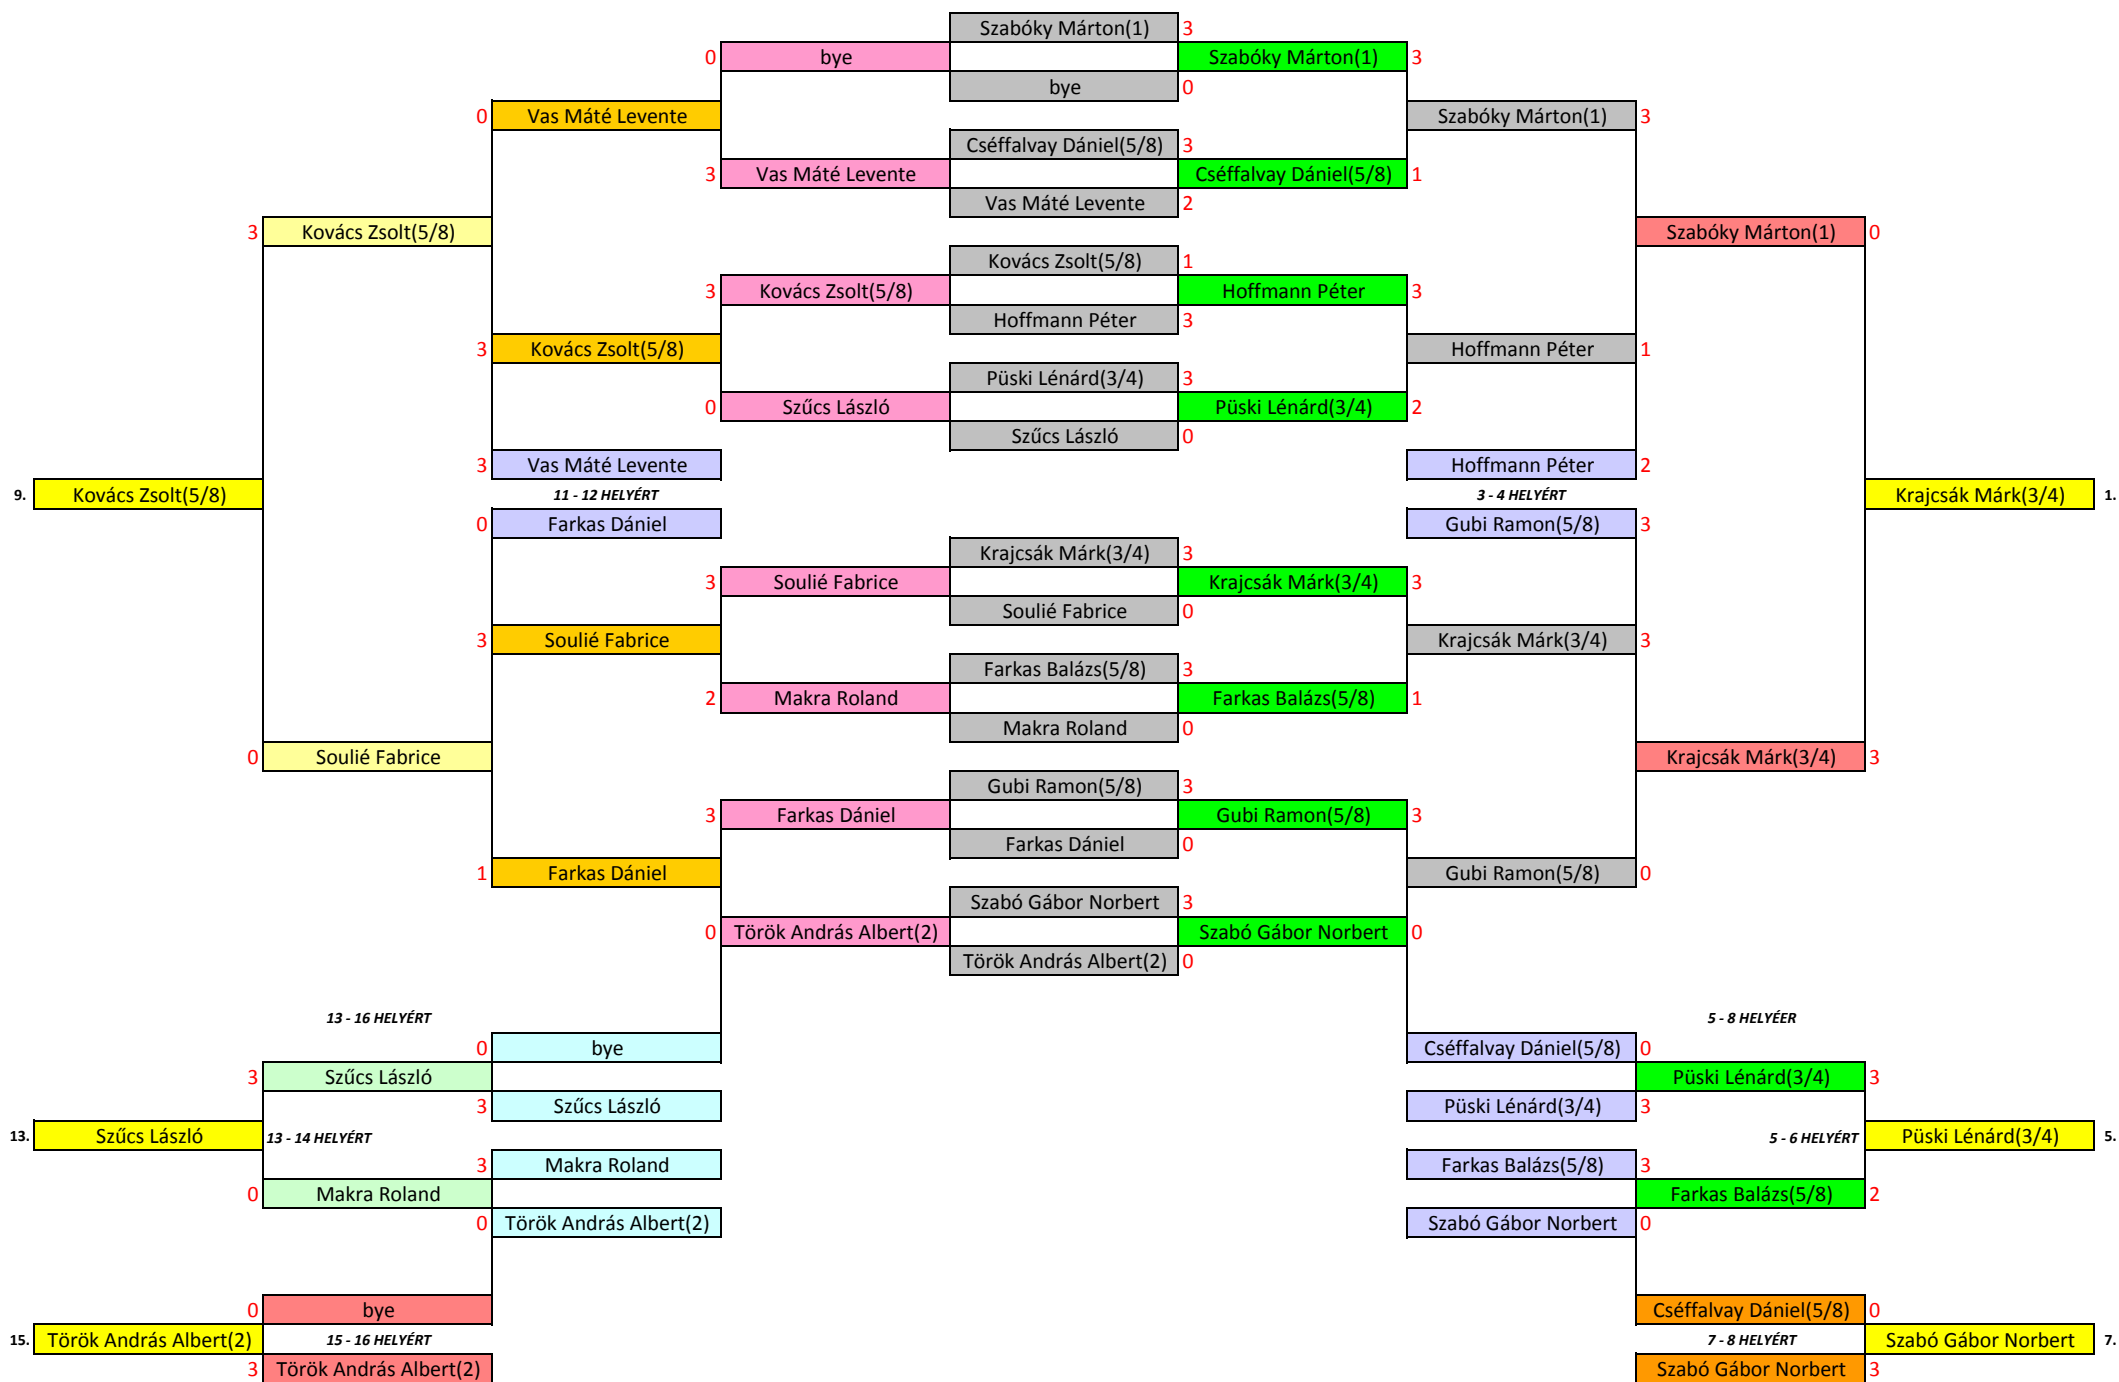 Szabóky Márton(1) 3
0 bye Szabóky Márton(1) 3
bye 0
0 Vas Máté Levente Szabóky Márton(1) 3
Cséffalvay Dániel(5/8) 3
3 Vas Máté Levente Cséffalvay Dániel(5/8) 1
Vas Máté Levente 2
3 Kovács Zsolt(5/8) Szabóky Márton(1) 0
Kovács Zsolt(5/8) 1
3 Kovács Zsolt(5/8) Hoffmann Péter 3
Hoffmann Péter 3
3 Kovács Zsolt(5/8) Hoffmann Péter 1
Püski Lénárd(3/4) 3
0 Szűcs László Püski Lénárd(3/4) 2
Szűcs László 0
3 Vas Máté Levente Hoffmann Péter 2
9. Kovács Zsolt(5/8) 11 - 12 HELYÉRT 3 - 4 HELYÉRT Krajcsák Márk(3/4) 1.
0 Farkas Dániel Gubi Ramon(5/8) 3
Krajcsák Márk(3/4) 3
3 Soulié Fabrice Krajcsák Márk(3/4) 3
Soulié Fabrice 0
3 Soulié Fabrice Krajcsák Márk(3/4) 3
Farkas Balázs(5/8) 3
2 Makra Roland Farkas Balázs(5/8) 1
Makra Roland 0
0 Soulié Fabrice Krajcsák Márk(3/4) 3
Gubi Ramon(5/8) 3
3 Farkas Dániel Gubi Ramon(5/8) 3
Farkas Dániel 0
1 Farkas Dániel Gubi Ramon(5/8) 0
Szabó Gábor Norbert 3
0 Török András Albert(2) Szabó Gábor Norbert 0
Török András Albert(2) 0
13 - 16 HELYÉRT 5 - 8 HELYÉER
0 bye Cséffalvay Dániel(5/8) 0
3 Szűcs László Püski Lénárd(3/4) 3
3 Szűcs László Püski Lénárd(3/4) 3
13. Szűcs László 13 - 14 HELYÉRT 5 - 6 HELYÉRT Püski Lénárd(3/4) 5.
3 Makra Roland Farkas Balázs(5/8) 3
0 Makra Roland Farkas Balázs(5/8) 2
0 Török András Albert(2) Szabó Gábor Norbert 0
0 bye Cséffalvay Dániel(5/8) 0
15. Török András Albert(2) 15 - 16 HELYÉRT 7 - 8 HELYÉRT Szabó Gábor Norbert 7.
3 Török András Albert(2) Szabó Gábor Norbert 3